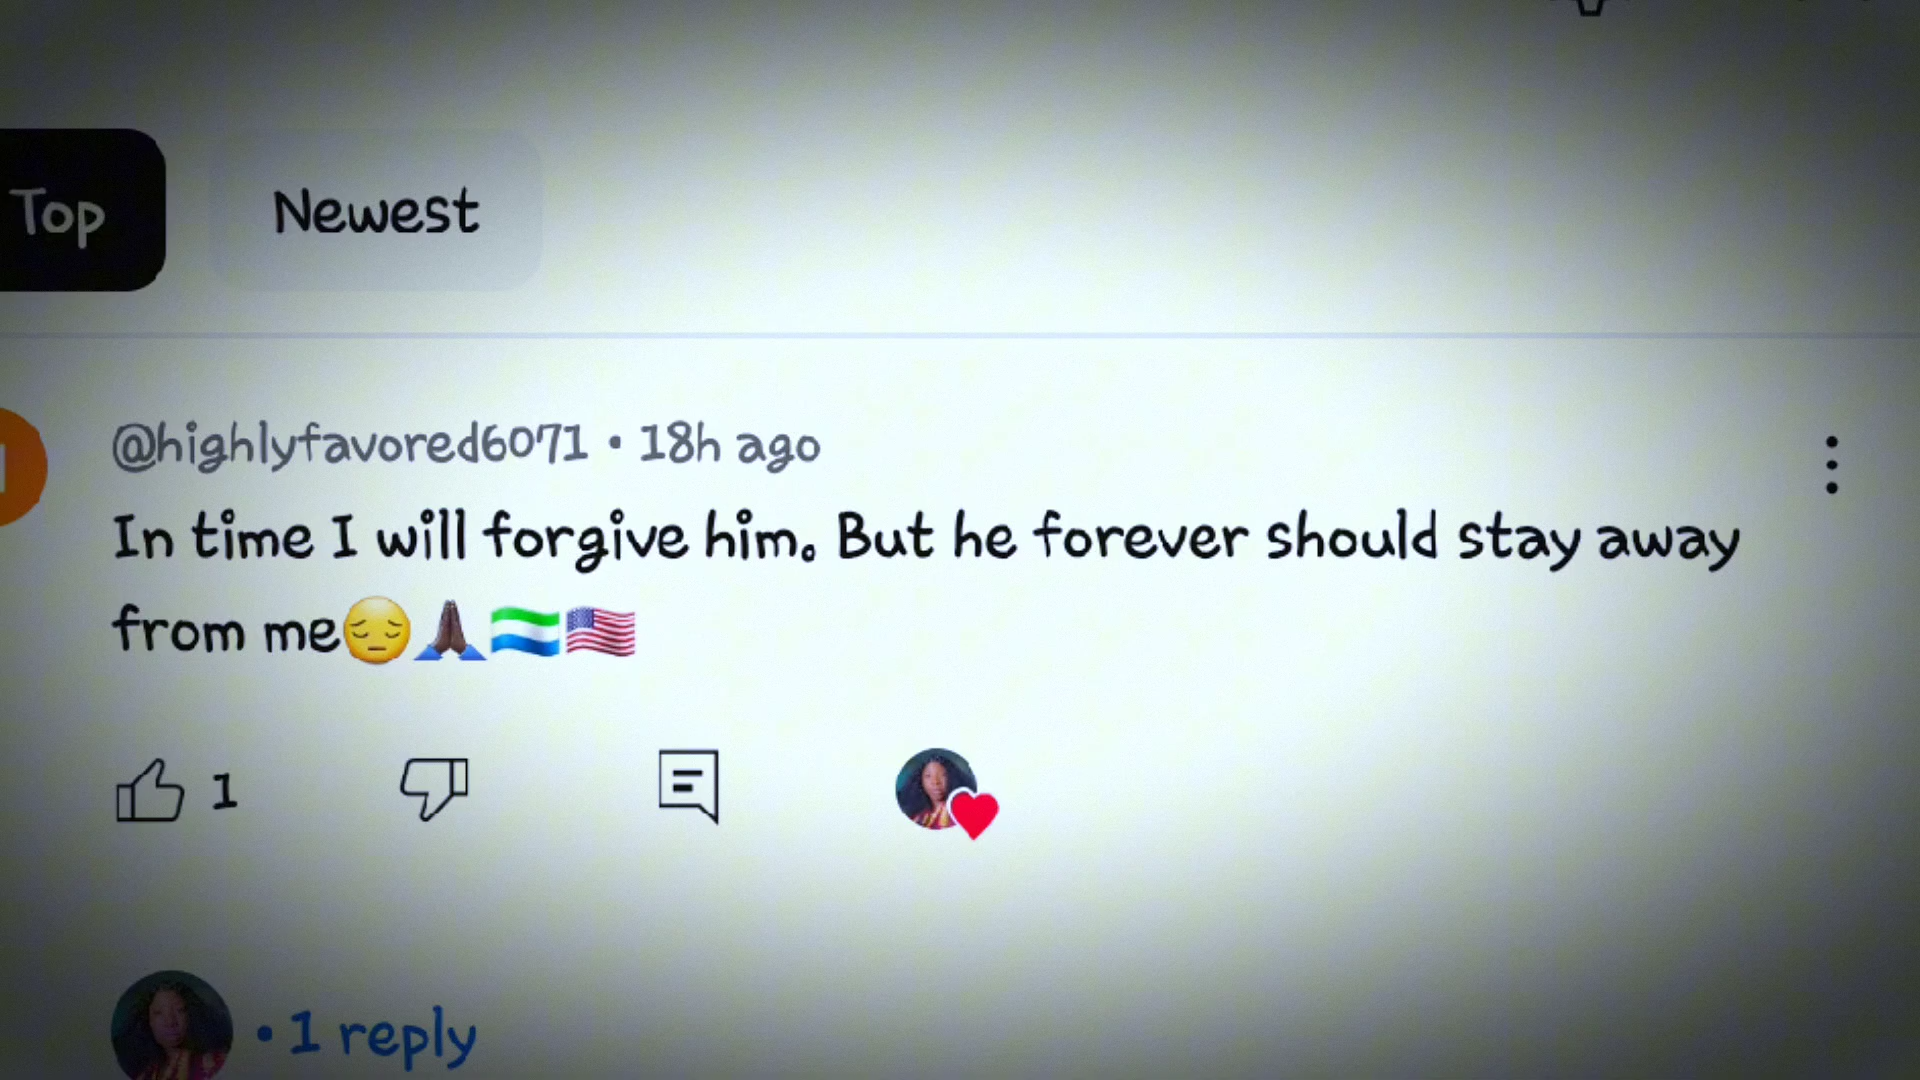 Top Newest
@highlyfavored6071 • 18h ago
In time I will forgive him. But he forever should stay away
from me😔🙏🏿🇸🇱🇺🇸
1
• 1 reply